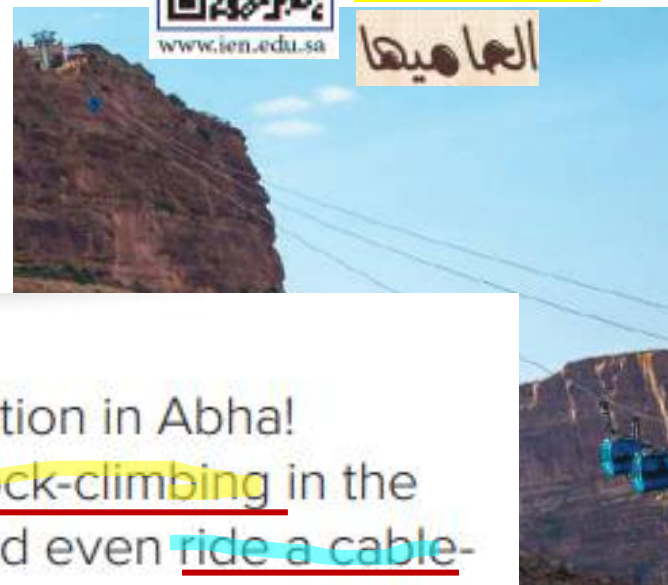 www.ien.edu.sa
العاميها
tion in Abha!
ck-climbing in the
d even ride a cable-